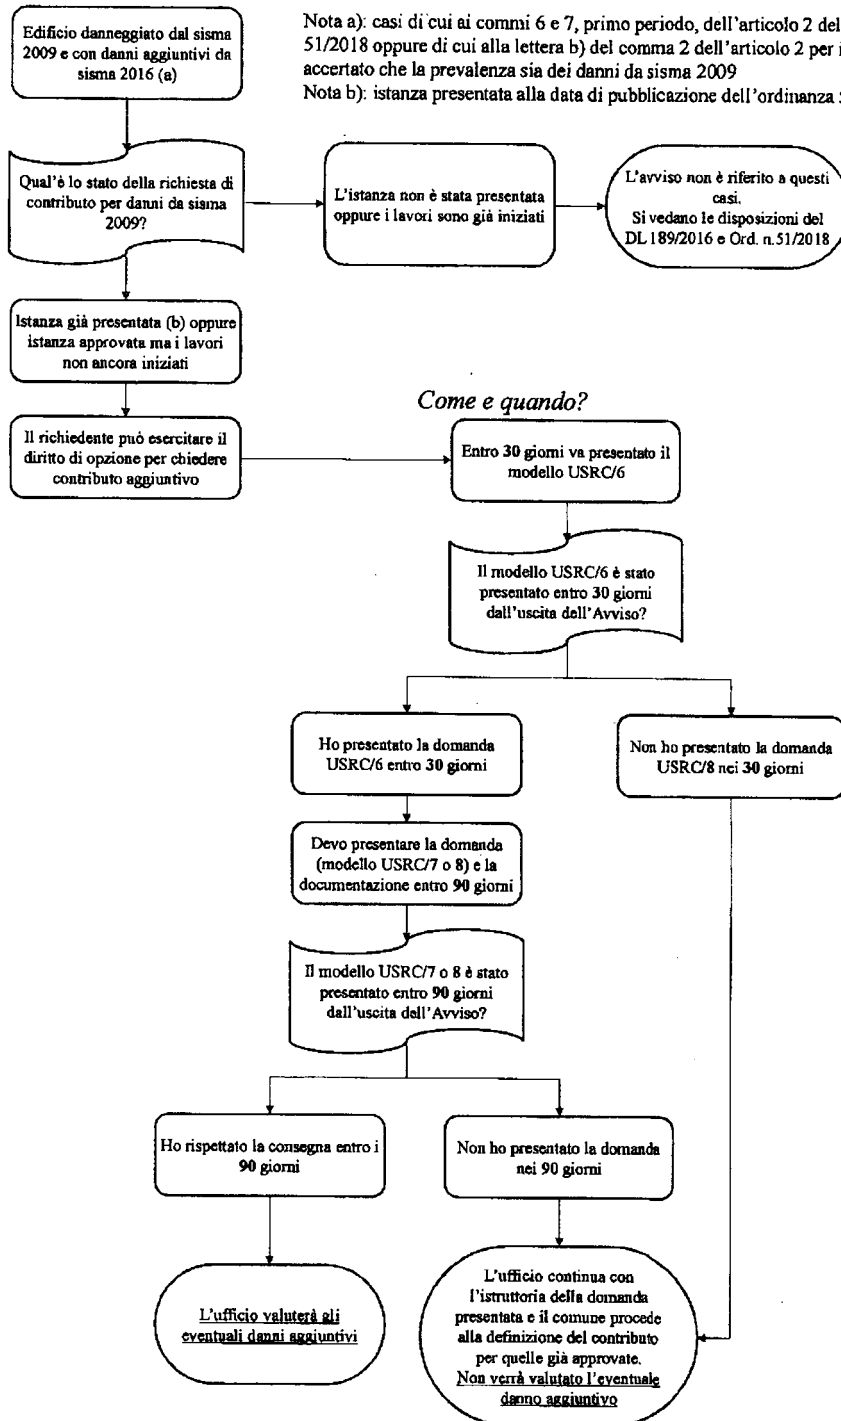 Edificio danneggiato dal sisma
2009 e con danni aggiuntivi da
sisma 2016 (a)
Nota a): casi di cui ai commi 6 e 7, primo periodo, dell'articolo 2 del
51/2018 oppure di cui alla lettera b) del comma 2 dell'articolo 2 per i
accertato che la prevalenza sia dei danni da sisma 2009
Nota b): istanza presentata alla data di pubblicazione dell'ordinanza
Qual'è lo stato della richiesta di
contributo per danni da sisma
2009?
L'istanza non è stata presentata
oppure i lavori sono già iniziati
L'avviso non è riferito a questi
casi.
Si vedano le disposizioni del
DL 189/2016 e Ord. n.51/2018
Istanza già presentata (b) oppure
istanza approvata ma i lavori
non ancora iniziati
Come e quando?
Il richiedente può esercitare il
diritto di opzione per chiedere
contributo aggiuntivo
Entro 30 giorni va presentato il
modello USRC/6
Il modello USRC/6 è stato
presentato entro 30 giorni
dall'uscita dell'Avviso?
Ho presentato la domanda
USRC/6 entro 30 giorni
Non ho presentato la domanda
USRC/8 nei 30 giorni
Devo presentare la domanda
(modello USRC/7 o 8) e la
documentazione entro 90 giorni
Il modello USRC/7 o 8 è stato
presentato entro 90 giorni
dall'uscita dell'Avviso?
Ho rispettato la consegna entro i
90 giorni
Non ho presentato la domanda
nei 90 giorni
L'ufficio valuterà gli
eventuali danni aggiuntivi
L'ufficio continua con
l'istruttoria della domanda
presentata e il comune procede
alla definizione del contributo
per quelle già approvate.
Non verrà valutato l'eventuale
danno aggiuntivo